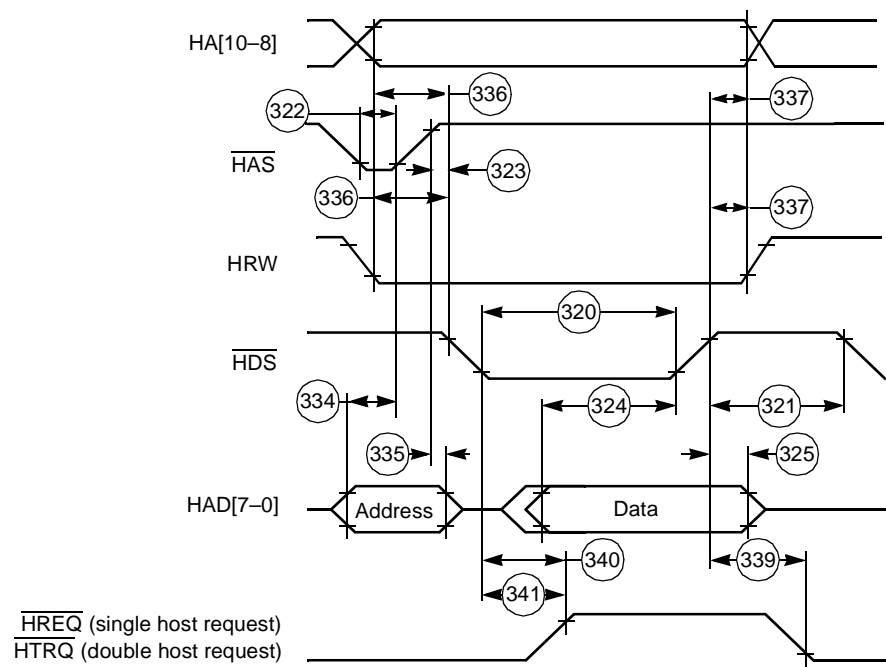 HA[10–8]
336
337
322
HAS
323
336
337
HRW
320
HDS
334
324
321
335
325
HAD[7–0]
Address
Data
340
339
341
HREQ (single host request)
HTRQ (double host request)